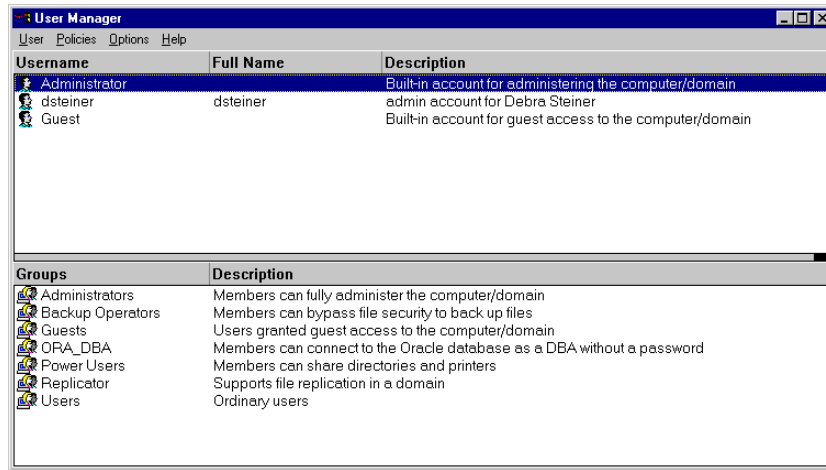 User Manager
User Policies Options Help
Username Full Name Description
Administrator Built-in account for administering the computer/domain
dsteiner dsteiner admin account for Debra Steiner
Guest Built-in account for guest access to the computer/domain
Groups Description
Administrators Members can fully administer the computer/domain
Backup Operators Members can bypass file security to back up files
Guests Users granted guest access to the computer/domain
ORA_DBA Members can connect to the Oracle database as a DBA without a password
Power Users Members can share directories and printers
Replicator Supports file replication in a domain
Users Ordinary users